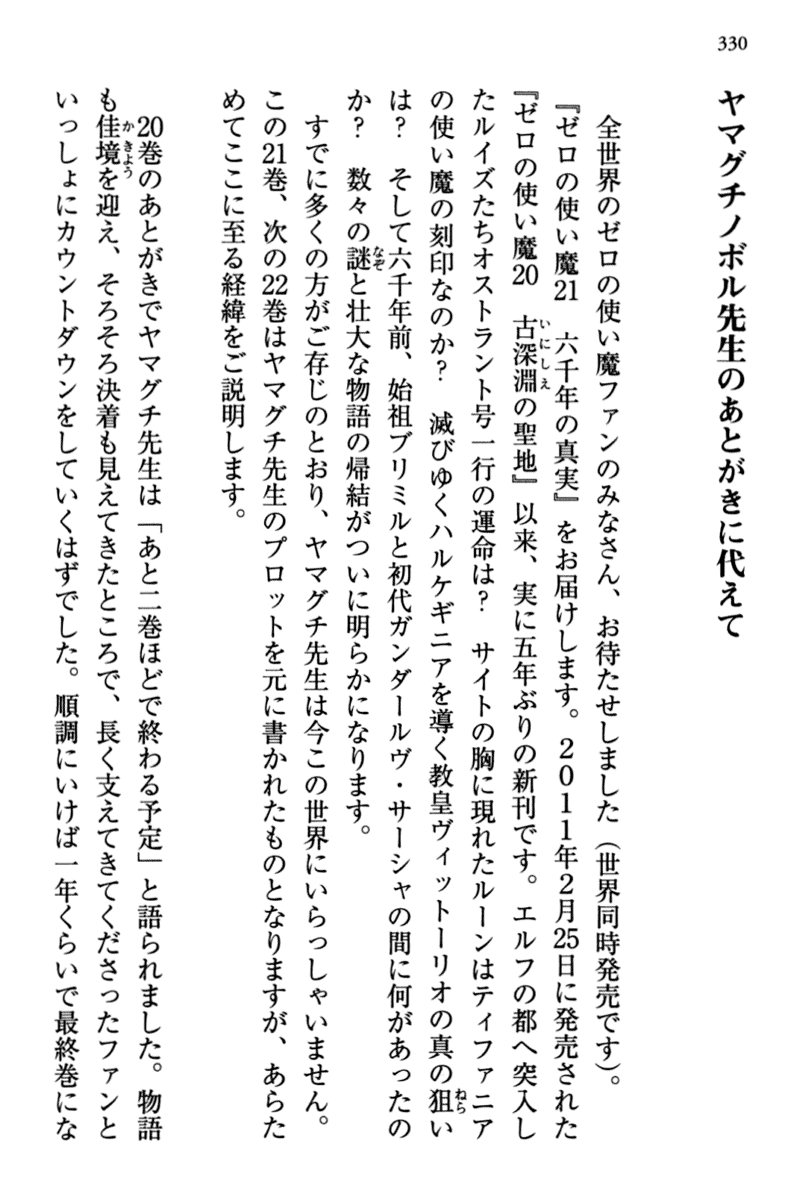 330
ヤマグチノボル先生のあとがきに代えて
全世界のゼロの使い魔ファンのみなさん、お待たせしました（世界同時発売です）。
『ゼロの使い魔21　六千年の真実』をお届けします。2011年2月25日に発売された
『ゼロの使い魔20　古深淵の聖地』以来、実に五年ぶりの新刊です。エルフの都へ突入し
たルイズたちオストラント号一行の運命は？　サイトの胸に現れたルーンはティファニア
の使い魔の刻印なのか？　滅びゆくハルケギニアを導く教皇ヴィットーリオの真の狙い
は？　そして六千年前、始祖ブリミルと初代ガンダールヴ・サーシャの間に何があったの
か？　数々の謎と壮大な物語の帰結がついに明らかになります。
すでに多くの方がご存じのとおり、ヤマグチ先生は今この世界にいらっしゃいません。
この21巻、次の22巻はヤマグチ先生のプロットを元に書かれたものとなりますが、あらた
めてここに至る経緯をご説明します。
20巻のあとがきでヤマグチ先生は「あと二巻ほどで終わる予定」と語られました。物語
も佳境を迎え、そろそろ決着も見えてきたところで、長く支えてきてくださったファンと
いっしょにカウントダウンをしていくはずでした。順調にいけば一年くらいで最終巻にな